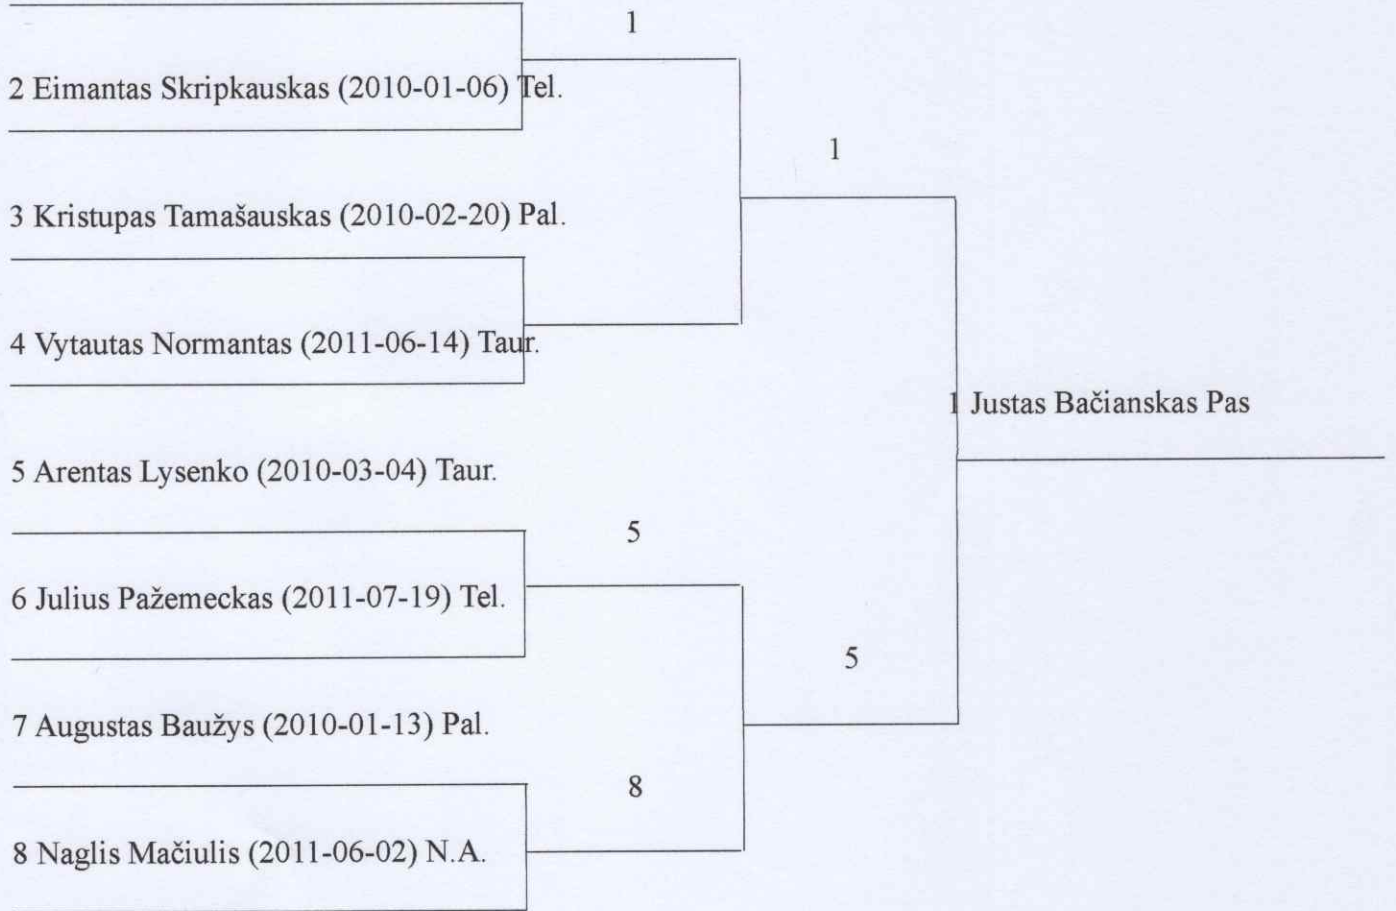 1
2 Eimantas Skripkauskas (2010-01-06) Tel.
1
3 Kristupas Tamašauskas (2010-02-20) Pal.
4 Vytautas Normantas (2011-06-14) Taur.
1 Justas Bačianskas Pas
5 Arentas Lysenko (2010-03-04) Taur.
5
6 Julius Pažemeckas (2011-07-19) Tel.
5
7 Augustas Baužys (2010-01-13) Pal.
8
8 Naglis Mačiulis (2011-06-02) N.A.